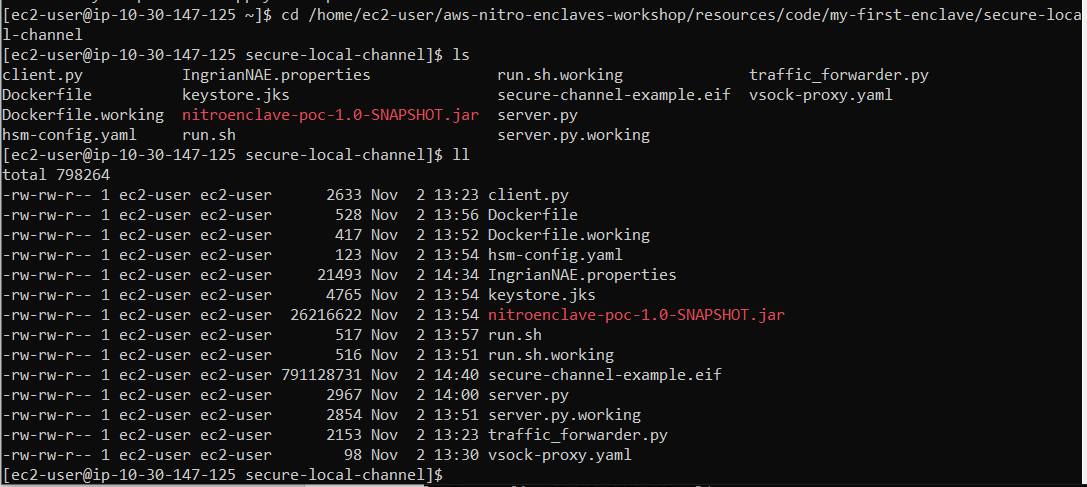 [ec2-user@ip-10-30-147-125 ~]$ cd /home/ec2-user/aws-nitro-enclaves-workshop/resources/code/my-first-enclave/secure-loca
l-channel
[ec2-user@ip-10-30-147-125 secure-local-channel]$ ls
client.py IngrianNAE.properties run.sh.working traffic_forwarder.py
Dockerfile keystore.jks secure-channel-example.eif vsock-proxy.yaml
Dockerfile.working nitroenclave-poc-1.0-SNAPSHOT.jar server.py
hsm-config.yaml run.sh server.py.working
[ec2-user@ip-10-30-147-125 secure-local-channel]$ ll
total 798264
-rw-rw-r-- 1 ec2-user ec2-user 2633 Nov 2 13:23 client.py
-rw-rw-r-- 1 ec2-user ec2-user 528 Nov 2 13:56 Dockerfile
-rw-rw-r-- 1 ec2-user ec2-user 417 Nov 2 13:52 Dockerfile.working
-rw-rw-r-- 1 ec2-user ec2-user 123 Nov 2 13:54 hsm-config.yaml
-rw-rw-r-- 1 ec2-user ec2-user 21493 Nov 2 14:34 IngrianNAE.properties
-rw-rw-r-- 1 ec2-user ec2-user 4765 Nov 2 13:54 keystore.jks
-rw-rw-r-- 1 ec2-user ec2-user 26216622 Nov 2 13:54 nitroenclave-poc-1.0-SNAPSHOT.jar
-rw-rw-r-- 1 ec2-user ec2-user 517 Nov 2 13:57 run.sh
-rw-rw-r-- 1 ec2-user ec2-user 516 Nov 2 13:51 run.sh.working
-rw-rw-r-- 1 ec2-user ec2-user 791128731 Nov 2 14:40 secure-channel-example.eif
-rw-rw-r-- 1 ec2-user ec2-user 2967 Nov 2 14:00 server.py
-rw-rw-r-- 1 ec2-user ec2-user 2854 Nov 2 13:51 server.py.working
-rw-rw-r-- 1 ec2-user ec2-user 2153 Nov 2 13:23 traffic_forwarder.py
-rw-rw-r-- 1 ec2-user ec2-user 98 Nov 2 13:30 vsock-proxy.yaml
[ec2-user@ip-10-30-147-125 secure-local-channel]$